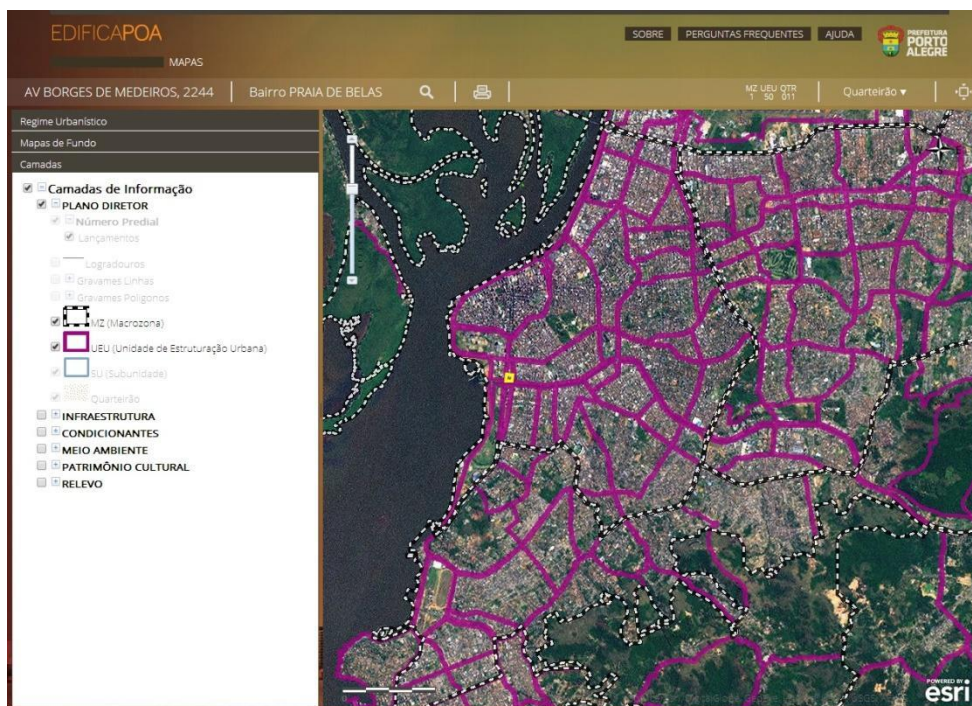 EDIFICAPOA
SOBRE
PERGUNTAS FREQUENTES
AJUDA
PREFEITURA
PORTO
ALEGRE
MAPAS
AV BORGES DE MEDEIROS, 2244
Bairro PRAIA DE BELAS
MZ UEU QTR
1 50 011
Quarteirão
Regime Urbanístico
Mapas de Fundo
Camadas
Camadas de Informação
PLANO DIRETOR
Número Predial
Lançamentos
Logradouros
Gravames Linhas
Gravames Poligonos
MZ (Macrozona)
UEU (Unidade de Estruturação Urbana)
SU (Subunidade)
Quarteirão
INFRAESTRUTURA
CONDICIONANTES
MEIO AMBIENTE
PATRIMÔNIO CULTURAL
RELEVO
POWERED BY
esri